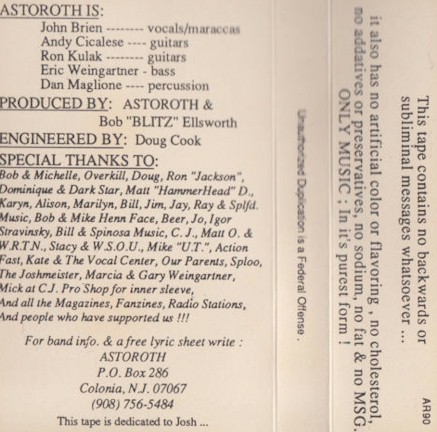 ASTOROTH IS:
John Brien -------- vocals/maraccas
Andy Cicalese ---- guitars
Ron Kulak -------- guitars
Eric Weingartner - bass
Dan Maglione ----- percussion
PRODUCED BY: ASTOROTH &
Bob "BLITZ" Ellsworth
ENGINEERED BY: Doug Cook
SPECIAL THANKS TO:
Bob & Michelle, Overkill, Doug, Ron "Jackson",
Dominique & Dark Star, Matt "HammerHead" D.,
Karyn, Alison, Marilyn, Bill, Jim, Jay, Ray & Splfd.
Music, Bob & Mike Henn Face, Beer, Jo, Igor
Stravinsky, Bill & Spinosa Music, C. J., Matt O. &
W.R.T.N., Stacy & W.S.O.U., Mike "U.T.", Action
Fast, Kate & The Vocal Center, Our Parents, Sploo,
The Joshmeister, Marcia & Gary Weingartner,
Mick at C.J. Pro Shop for inner sleeve,
And all the Magazines, Fanzines, Radio Stations,
And people who have supported us !!!
For band info. & a free lyric sheet write :
ASTOROTH
P.O. Box 286
Colonia, N.J. 07067
(908) 756-5484
This tape is dedicated to Josh ...
Unauthorized Duplication is a Federal Offense .
This tape contains no backwards or
subliminal messages whatsoever ...
it also has no artificial color or flavoring , no cholesterol,
no addatives or preservatives, no sodium, no fat & no MSG.
ONLY MUSIC ; In it's purest form !
AR90